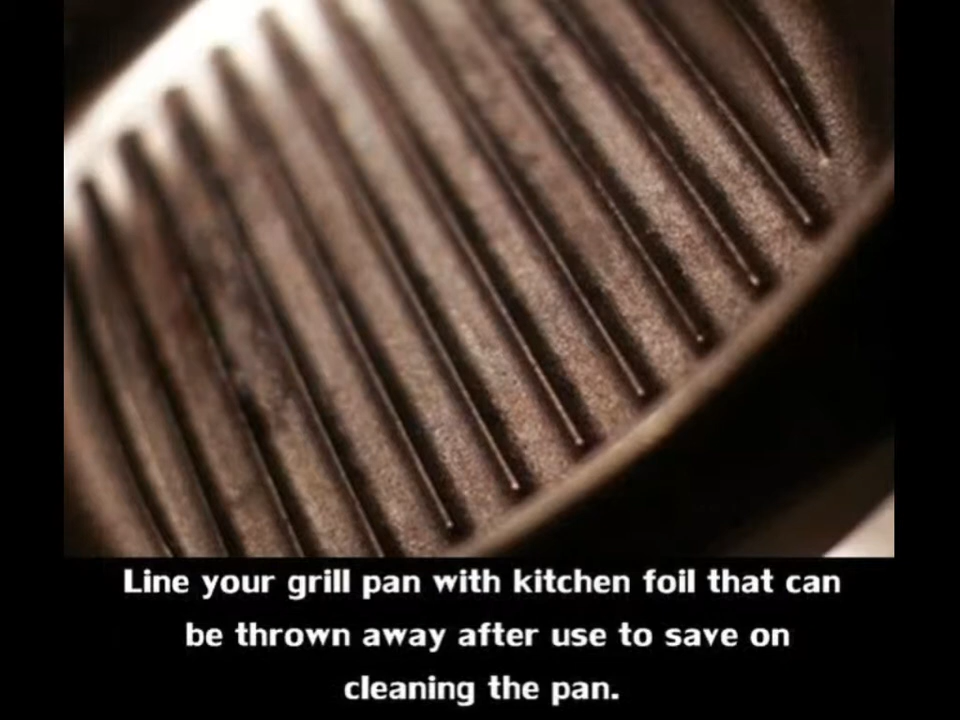 Line your grill pan with kitchen foil that can
be thrown away after use to save on
cleaning the pan.